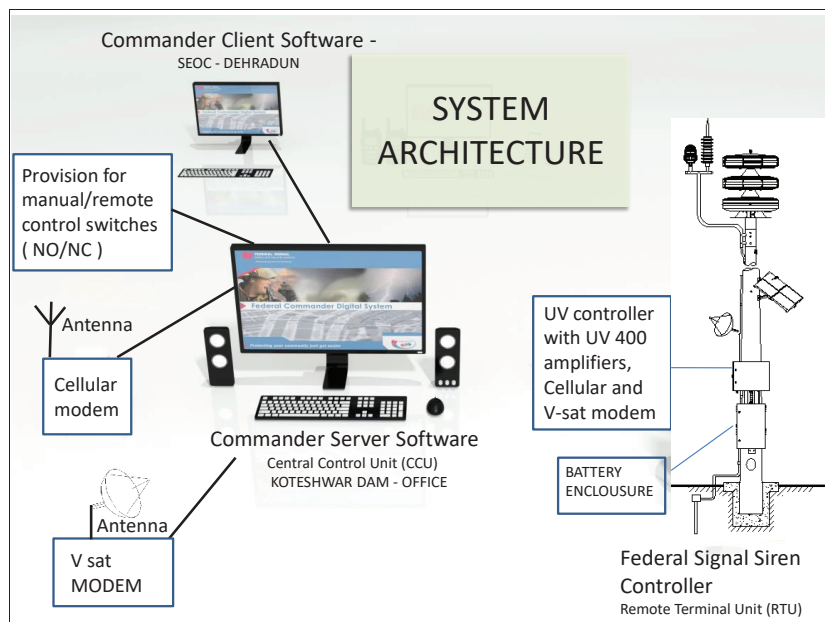 Commander Client Software -
SEOC - DEHRADUN
SYSTEM
ARCHITECTURE
Provision for
manual/remote
control switches
( NO/NC )
FEDERAL SIGNAL
Federal Commander Digital System
Antenna
Cellular
modem
UV controller
with UV 400
amplifiers,
Cellular and
V-sat modem
Commander Server Software
Central Control Unit (CCU)
KOTESHWAR DAM - OFFICE
BATTERY
ENCLOUSURE
Antenna
V sat
MODEM
Federal Signal Siren
Controller
Remote Terminal Unit (RTU)